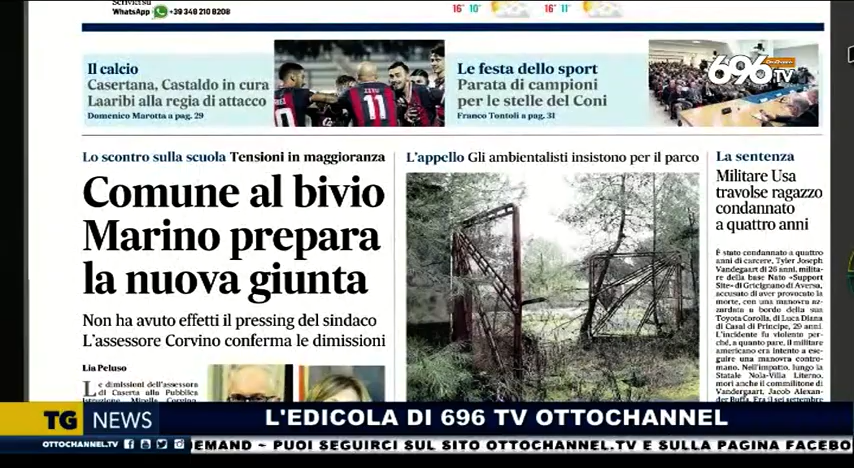 Scrivici su
WhatsApp +39 348 210 8208
16° 10°
16° 11°
Il calcio
Casertana, Castaldo in cura
Laaribi alla regia di attacco
Domenico Marotta a pag. 29
11
Le festa dello sport
Parata di campioni
per le stelle del Coni
Franco Tontoli a pag. 31
696 TV
Lo scontro sulla scuola Tensioni in maggioranza
Comune al bivio
Marino prepara
la nuova giunta
Non ha avuto effetti il pressing del sindaco
L'assessore Corvino conferma le dimissioni
Lia Peluso
Le dimissioni dell'assessora
di Caserta alla Pubblica
L'appello Gli ambientalisti insistono per il parco
La sentenza
Militare Usa
travolse ragazzo
condannato
a quattro anni
È stato condannato a quattro
anni di carcere, Tyler Joseph
Vandegaart di 26 anni, milita-
re della base Nato «Support
Site» di Gricignano di Aversa,
accusato di aver provocato la
morte, con una manovra az-
zardata a bordo della sua
Toyota Corolla, di Luca Diana
di Casal di Principe, 29 anni.
L'incidente fu violento per-
ché, a quanto pare, il militare
americano era intento a ese-
guire una manovra contro-
mano. Nell'impatto, lungo la
Statale Nola-Villa Literno,
morì anche il commilitone di
Vandegaart, Jacob Alexan-
TG NEWS
L'EDICOLA DI 696 TV OTTOCHANNEL
OTTOCHANNEL.TV
DEMAND ~ PUOI SEGUIRCI SUL SITO OTTOCHANNEL.TV E SULLA PAGINA FACEBO